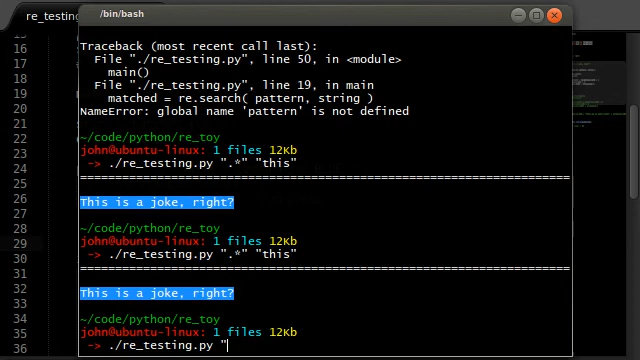 re_testing
/bin/bash
Traceback (most recent call last):
File "./re_testing.py", line 50, in <module>
main()
File "./re_testing.py", line 19, in main
matched = re.search( pattern, string )
NameError: global name 'pattern' is not defined
~/code/python/re_toy
john@ubuntu-linux: 1 files 12Kb
-> ./re_testing.py ".*" "this"
======================================================================
This is a joke, right?
~/code/python/re_toy
john@ubuntu-linux: 1 files 12Kb
-> ./re_testing.py ".*" "this"
======================================================================
This is a joke, right?
~/code/python/re_toy
john@ubuntu-linux: 1 files 12Kb
-> ./re_testing.py "
15
16
17
18
19
20
21
22
23
24
25
26
27
28
29
30
31
32
33
34
35
36